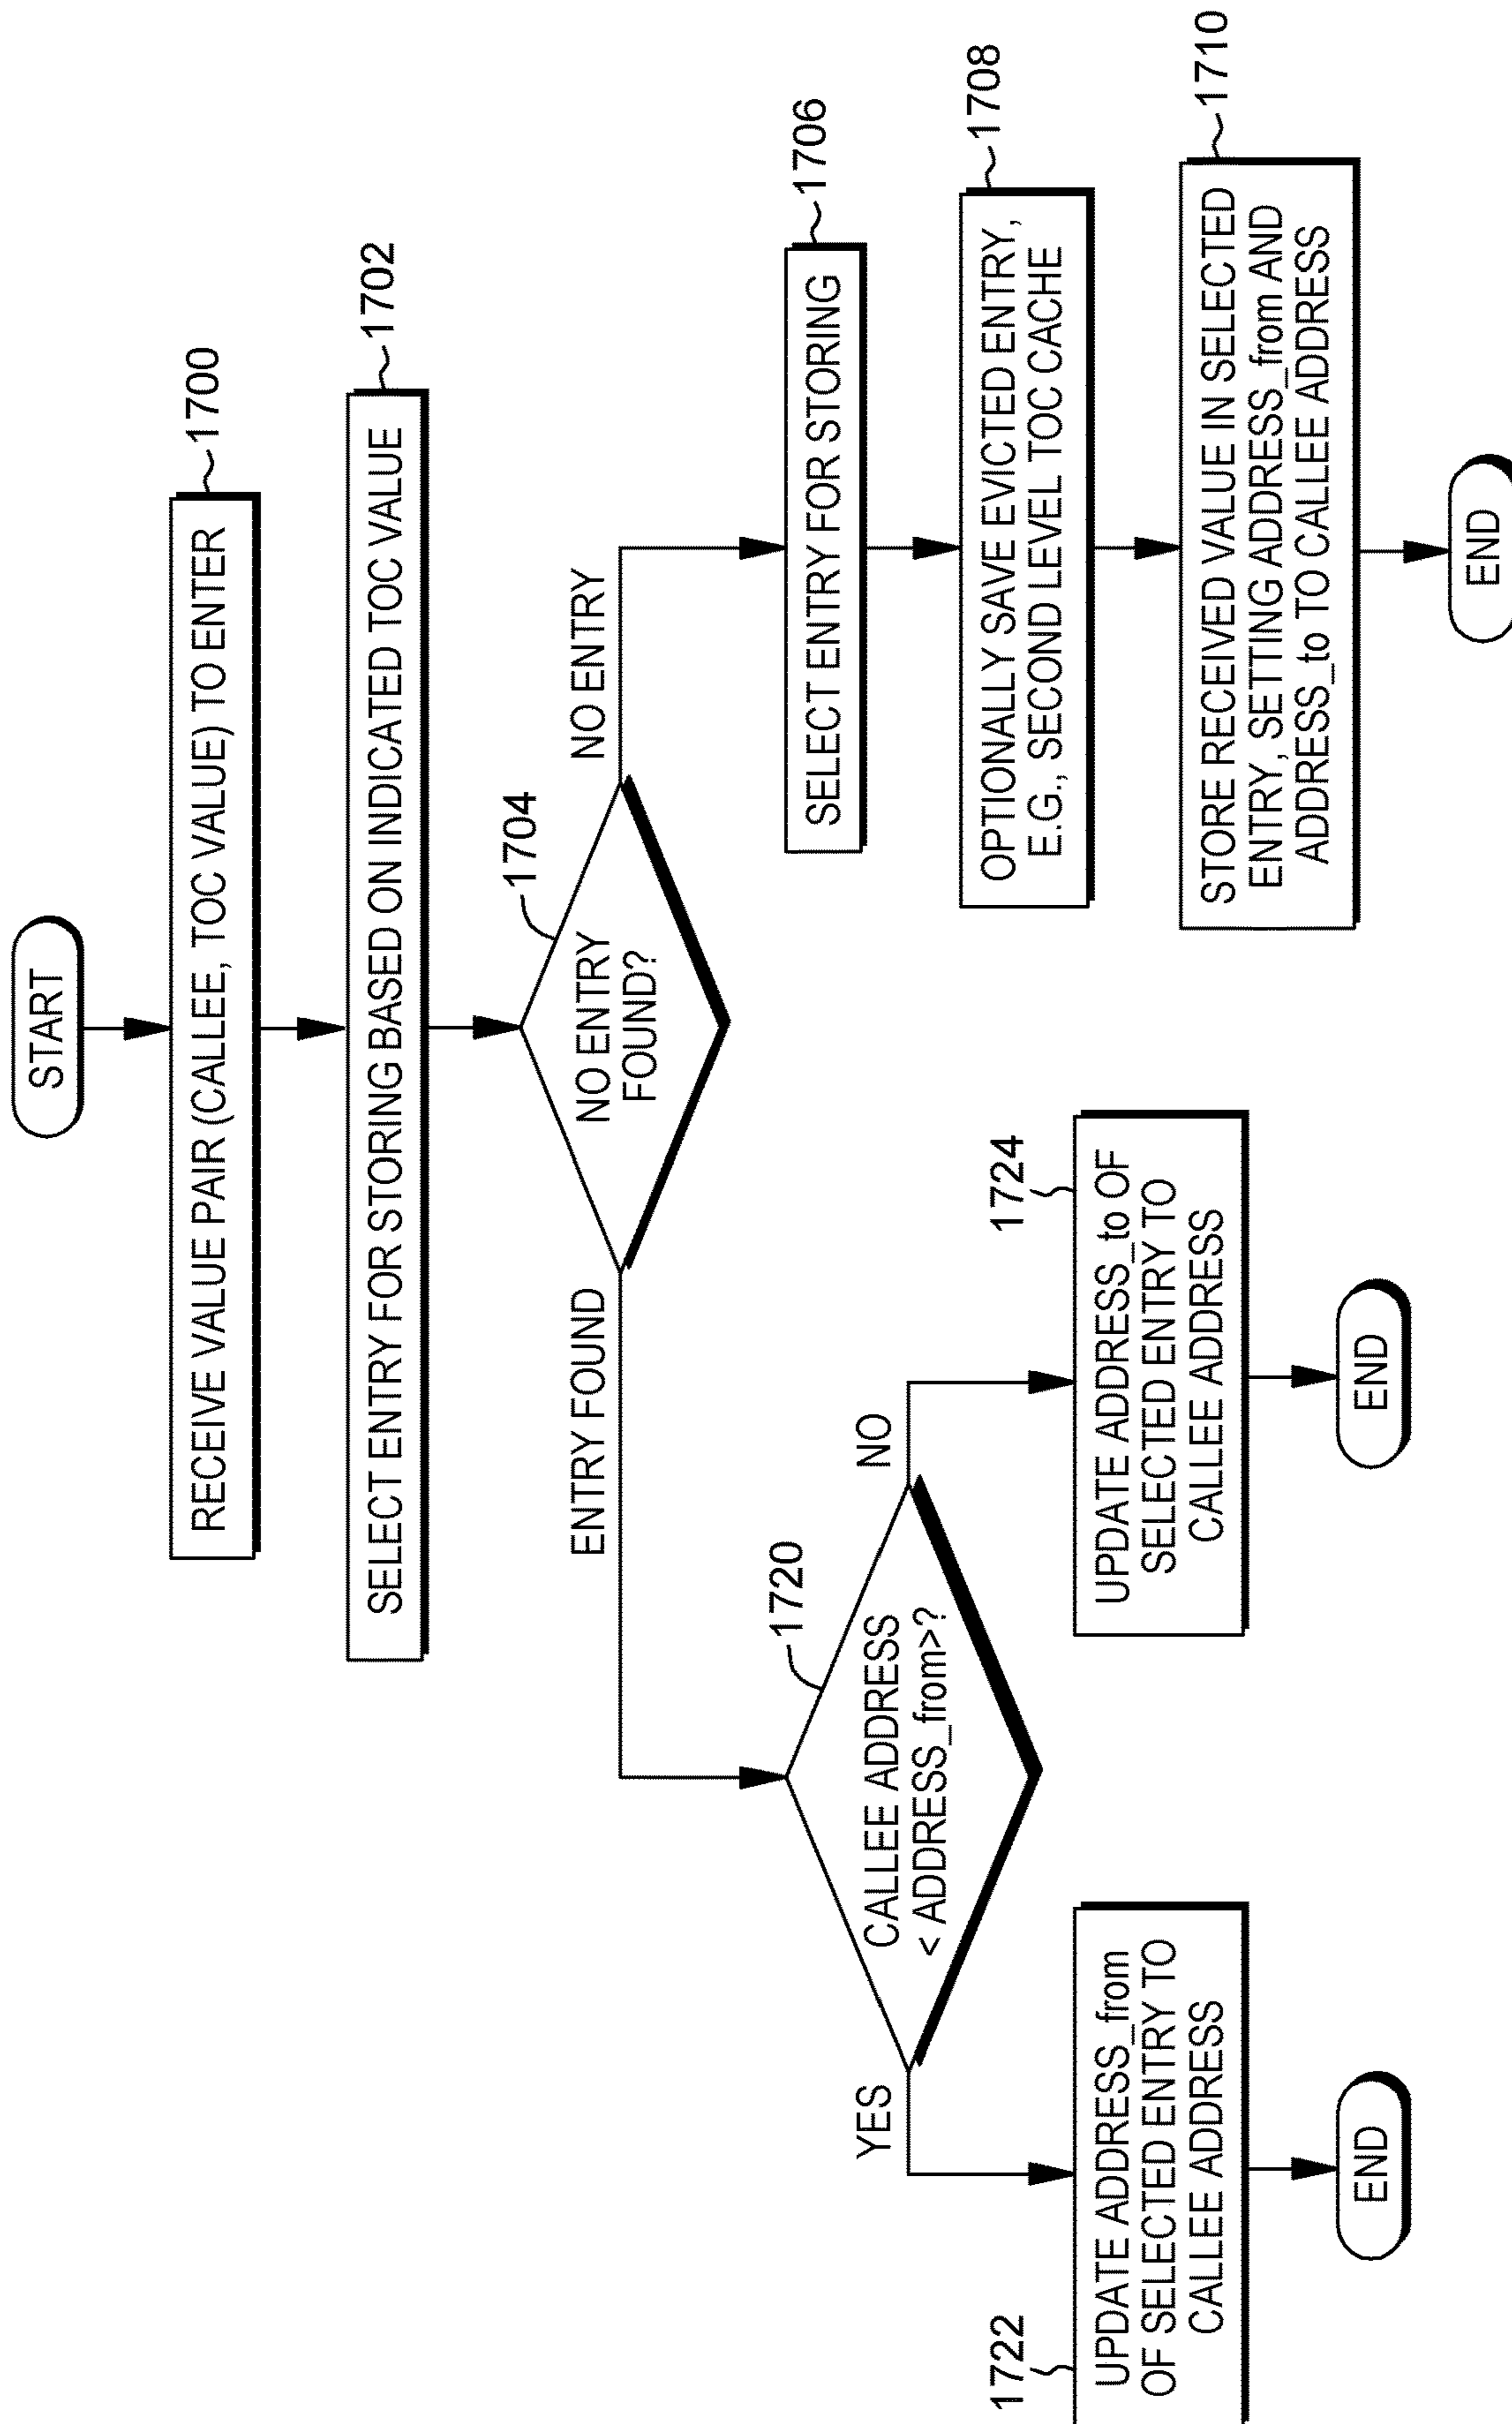 START
RECEIVE VALUE PAIR (CALLEE, TOC VALUE) TO ENTER
1700
SELECT ENTRY FOR STORING BASED ON INDICATED TOC VALUE
1702
NO ENTRY
FOUND?
1704
ENTRY FOUND
NO ENTRY
CALLEE ADDRESS
< ADDRESS_from>?
1720
YES
NO
1722
UPDATE ADDRESS_from
OF SELECTED ENTRY TO
CALLEE ADDRESS
END
1724
UPDATE ADDRESS_to OF
SELECTED ENTRY TO
CALLEE ADDRESS
END
SELECT ENTRY FOR STORING
1706
OPTIONALLY SAVE EVICTED ENTRY,
E.G., SECOND LEVEL TOC CACHE
1708
STORE RECEIVED VALUE IN SELECTED
ENTRY, SETTING ADDRESS_from AND
ADDRESS_to TO CALLEE ADDRESS
1710
END